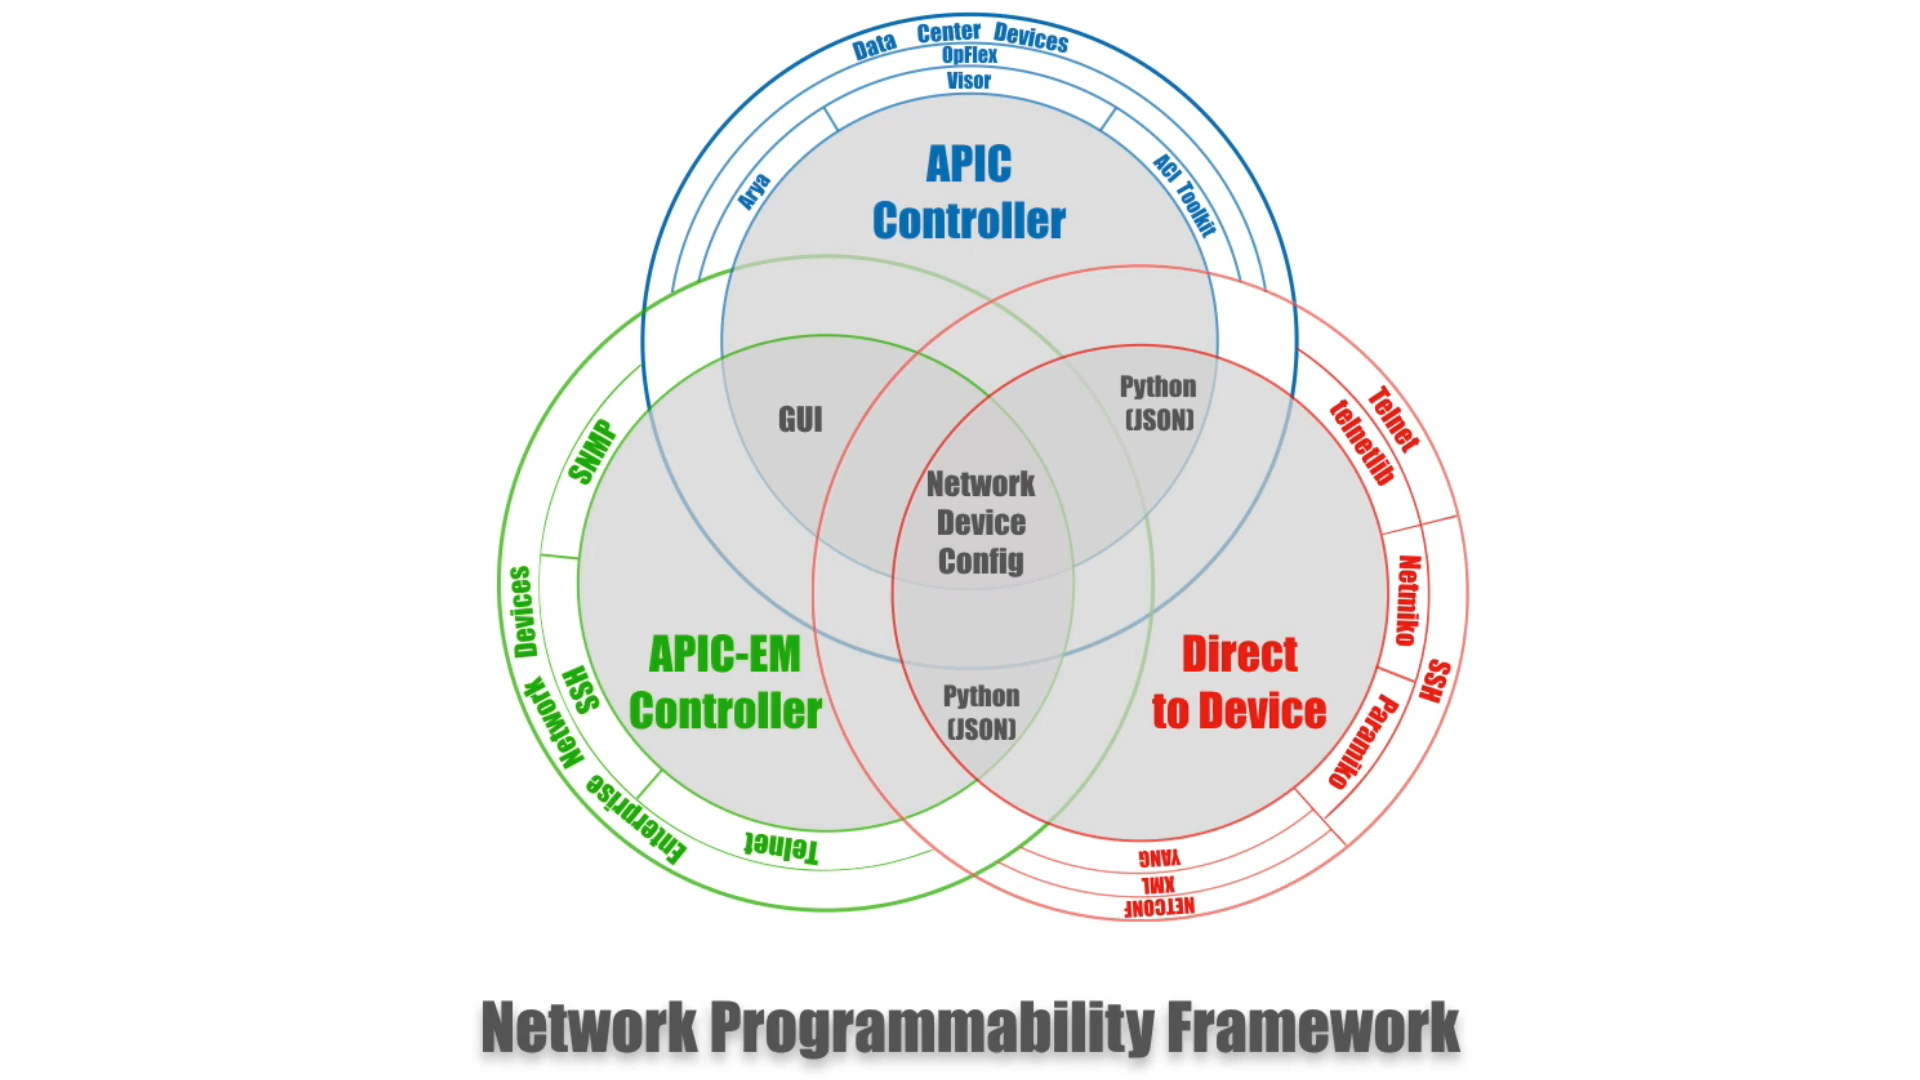 Data Center Devices
OpFlex
Visor
Arya
ACI Toolkit
APIC
Controller
GUI
Python
(JSON)
Network
Device
Config
SNMP
SSH
Telnet
Enterprise Network Devices
APIC-EM
Controller
Python
(JSON)
Direct
to Device
Telnet
telnetlib
Netmiko
SSH
Paramiko
YANG
XML
NETCONF
Network Programmability Framework